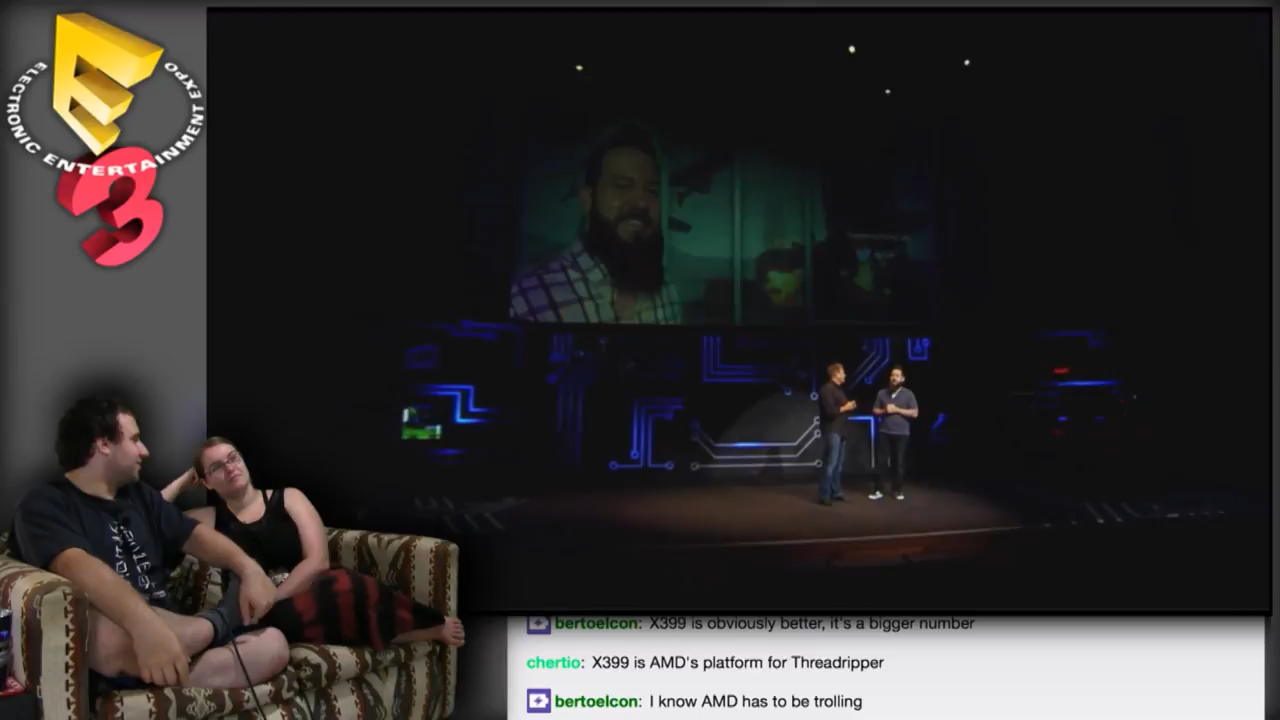 E
3
ELECTRONIC ENTERTAINMENT EXPO
bertoelcon: X399 is obviously better, it's a bigger number
chertio: X399 is AMD's platform for Threadripper
bertoelcon: I know AMD has to be trolling